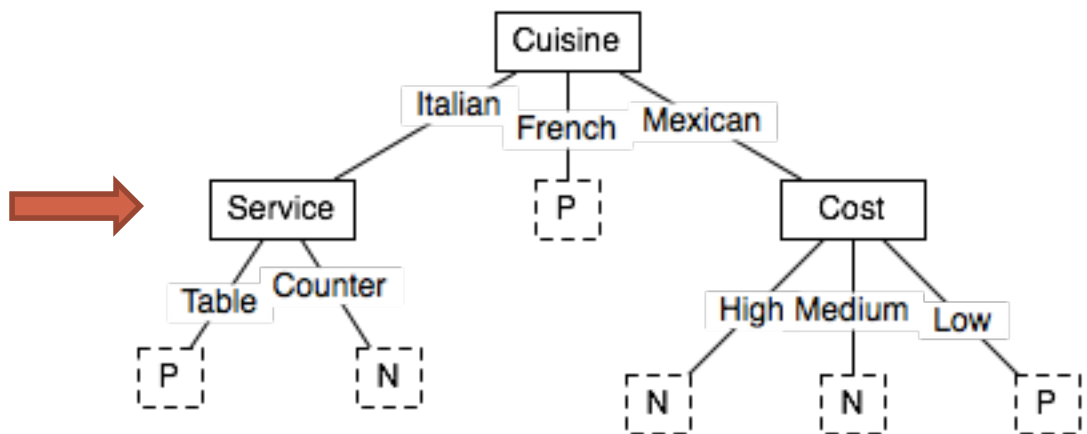 Cuisine
Italian
French
Mexican
Service
P
Cost
Table
Counter
High
Medium
Low
P
N
N
N
P